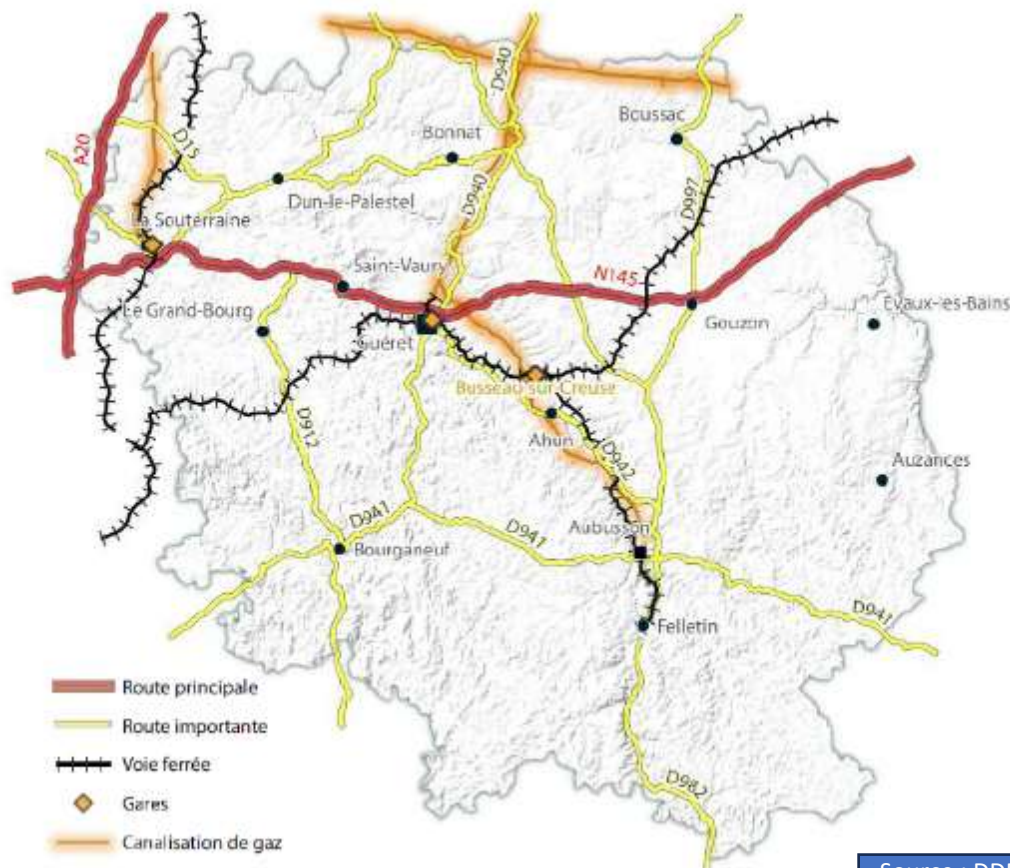 D940
Boussac
A20
D15
Bonnat
D997
D940
Dun-le-Palestel
La Souterraine
Saint-Vaury
N145
Le Grand-Bourg
Évaux-les-Bains
Gouzon
Guéret
Busseau-sur-Creuse
D912
Ahun
D942
Auzances
D941
D941
Aubusson
Bourganeuf
D941
Felletin
Route principale
Route importante
Voie ferrée
D982
Gares
Canalisation de gaz